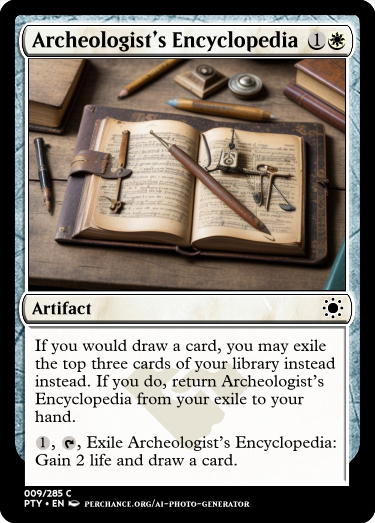 Archeologist's Encyclopedia 1
Artifact
If you would draw a card, you may exile
the top three cards of your library instead
instead. If you do, return Archeologist's
Encyclopedia from your exile to your
hand.
1, , Exile Archeologist's Encyclopedia:
Gain 2 life and draw a card.
009/285 C
PTY • EN PERCHANCE.ORG/AI-PHOTO-GENERATOR